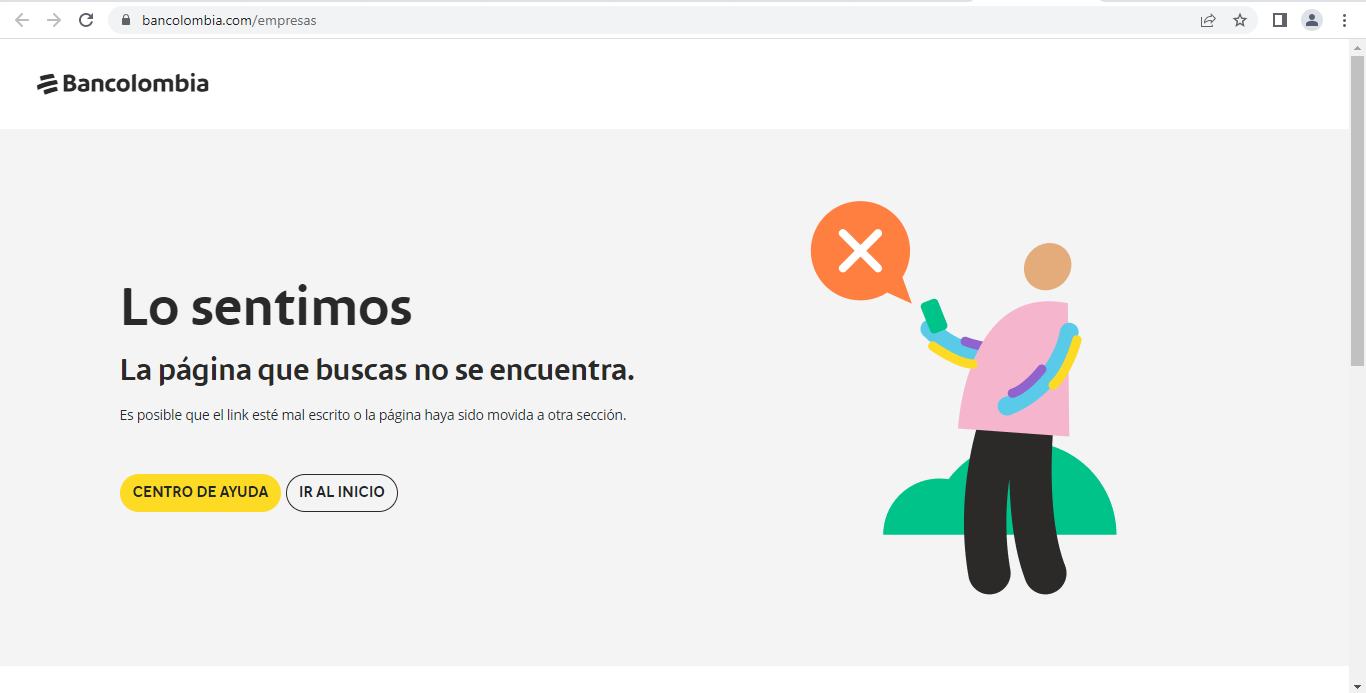 bancolombia.com/empresas
Bancolombia
Lo sentimos
La página que buscas no se encuentra.
Es posible que el link esté mal escrito o la página haya sido movida a otra sección.
CENTRO DE AYUDA IR AL INICIO